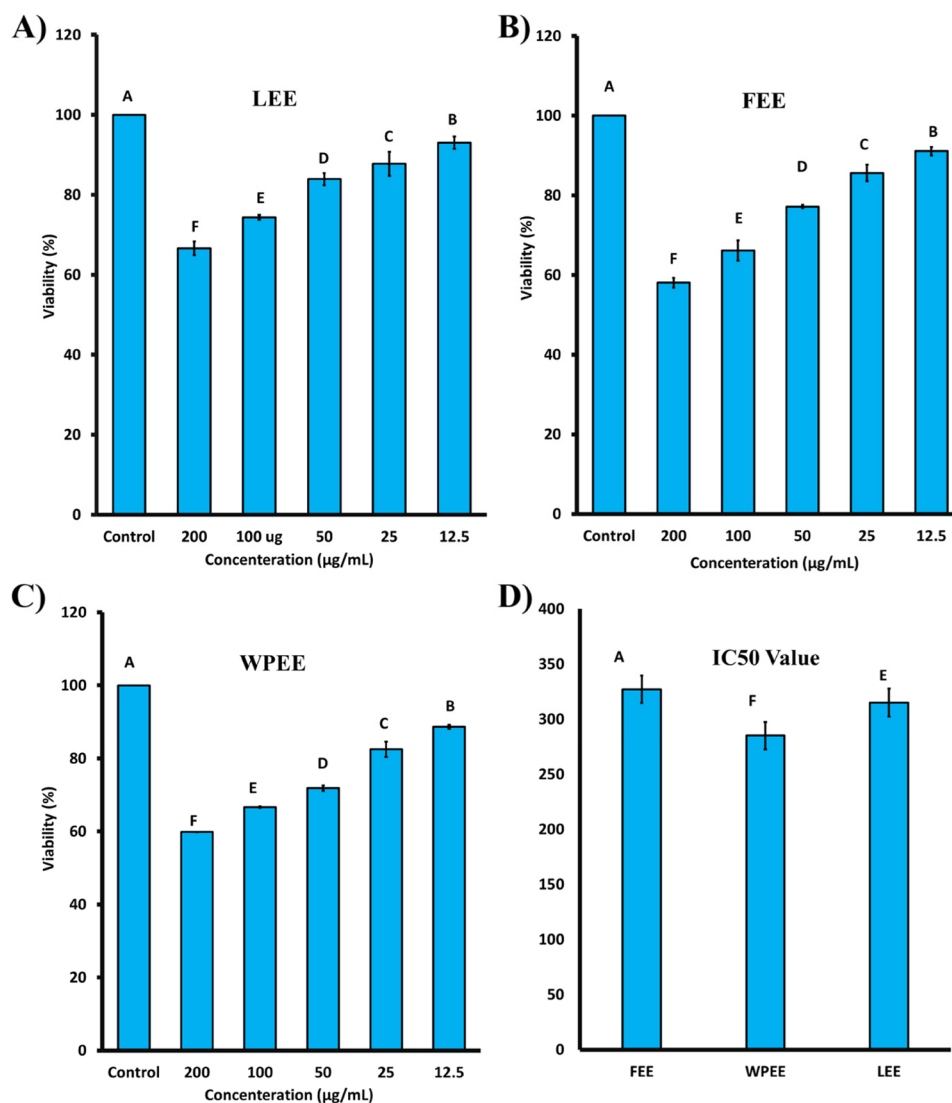 A)
120
100
80
60
40
20
0
Viability (%)
LEE
A
F
E
D
C
B
Control 200 100 ug 50 25 12.5
Concenteration (µg/mL)
B)
120
100
80
60
40
20
0
Viability (%)
FEE
A
F
E
D
C
B
Control 200 100 50 25 12.5
Concenteration (µg/mL)
C)
120
100
80
60
40
20
0
Viability (%)
WPEE
A
F
E
D
C
B
Control 200 100 50 25 12.5
Concenteration (µg/mL)
D)
400
350
300
250
200
150
100
50
0
IC50 Value
A
F
E
FEE WPEE LEE